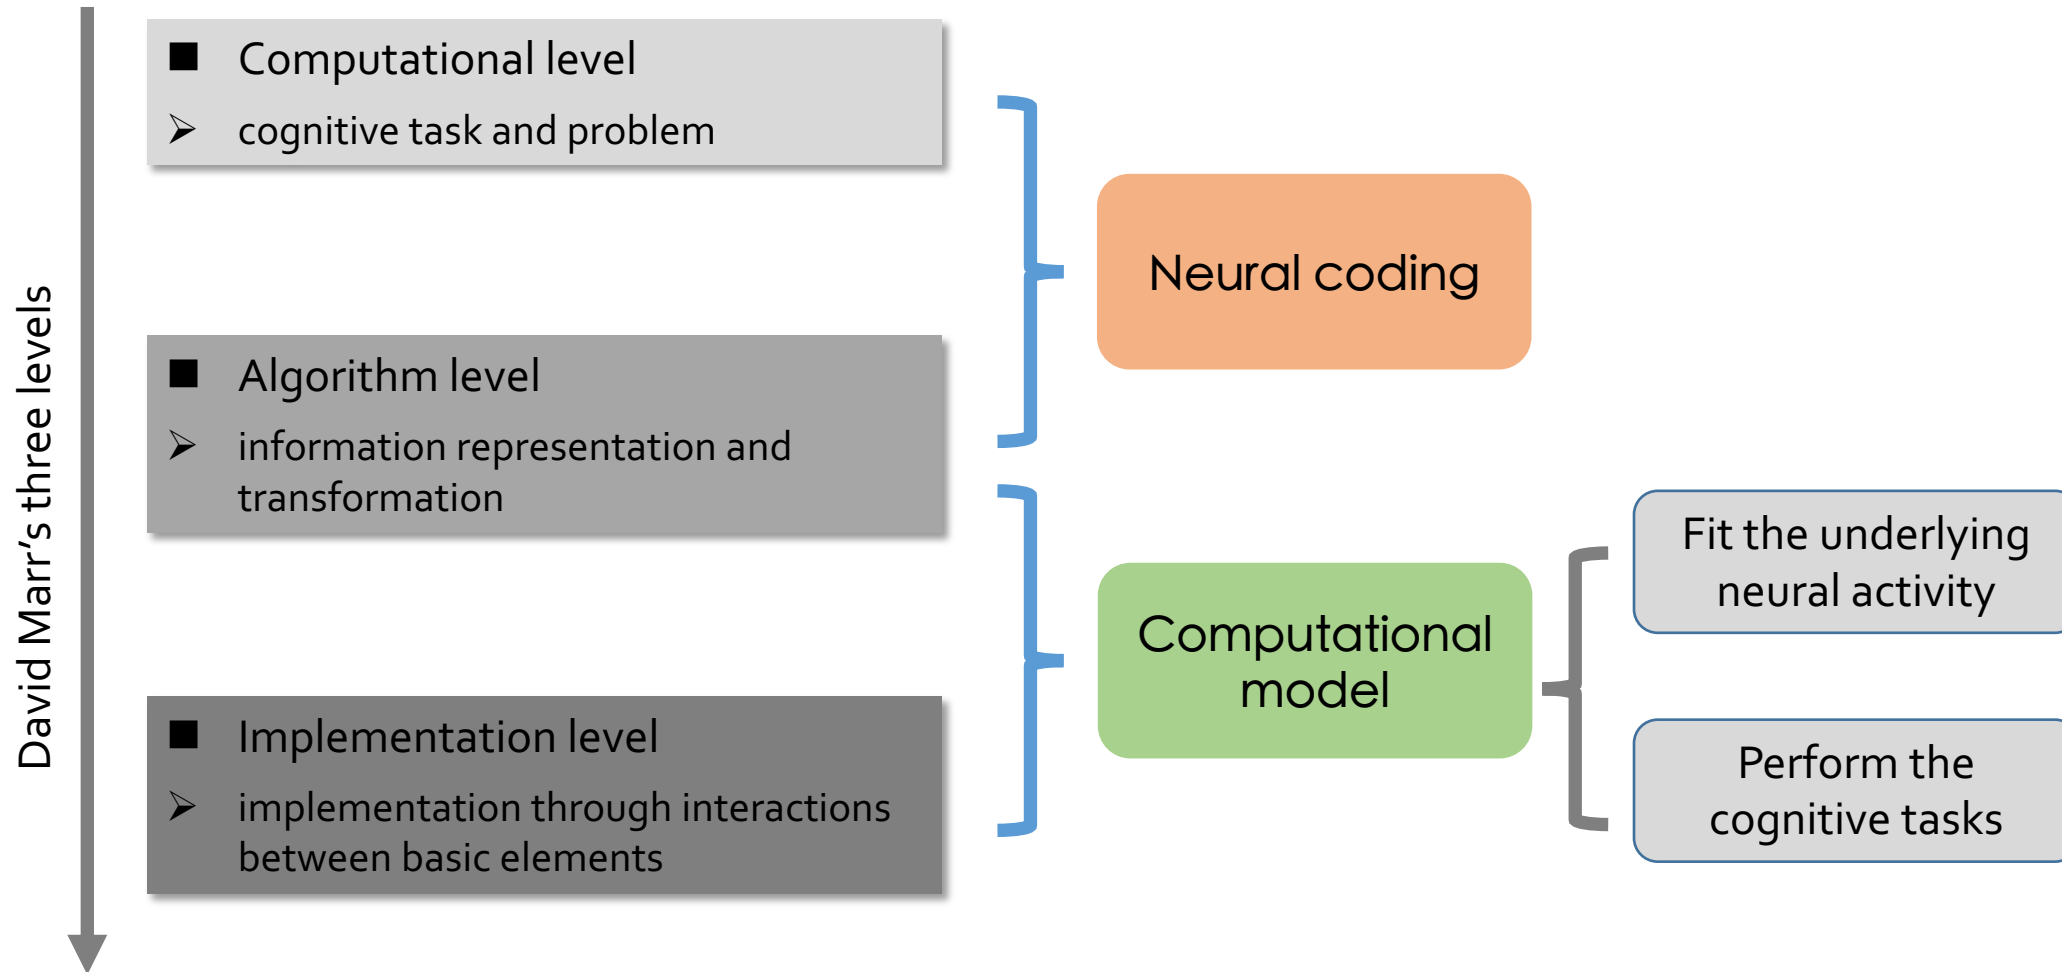 David Marr's three levels
Computational level
cognitive task and problem
Algorithm level
information representation and
transformation
Implementation level
implementation through interactions
between basic elements
Neural coding
Computational
model
Fit the underlying
neural activity
Perform the
cognitive tasks